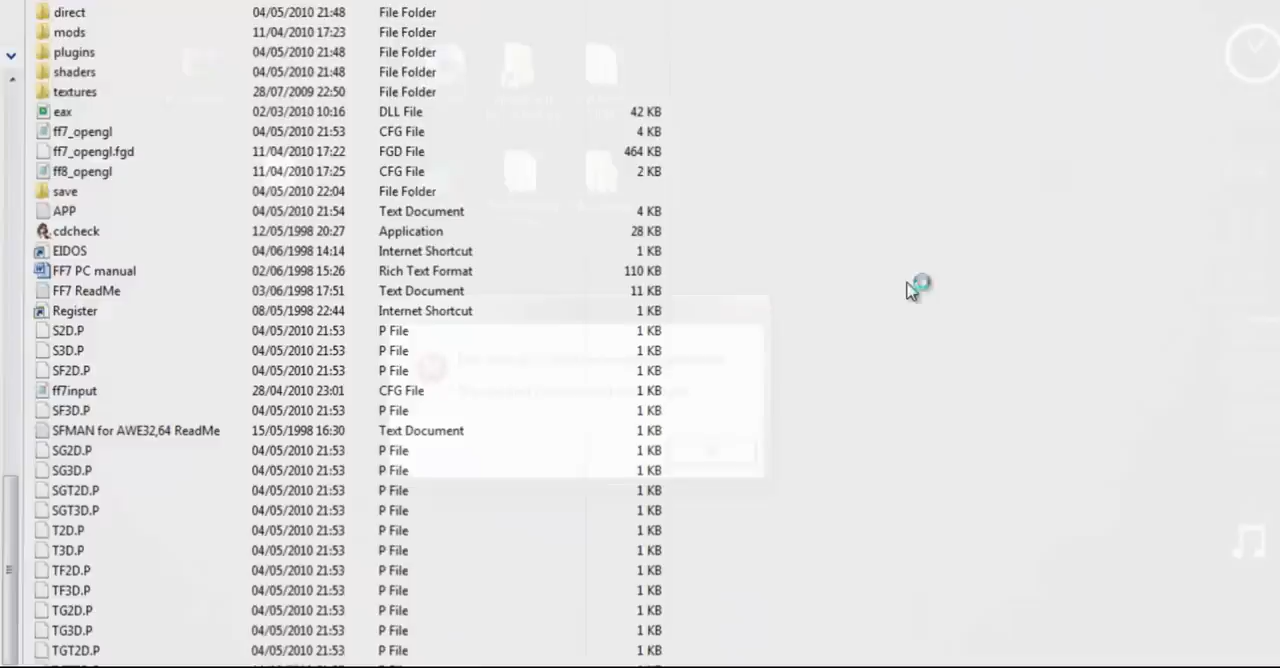 direct 04/05/2010 21:48 File Folder
mods 11/04/2010 17:23 File Folder
plugins 04/05/2010 21:48 File Folder
shaders 04/05/2010 21:48 File Folder
textures 28/07/2009 22:50 File Folder
eax 02/03/2010 10:16 DLL File 42 KB
ff7_opengl 04/05/2010 21:53 CFG File 4 KB
ff7_opengl.fgd 11/04/2010 17:22 FGD File 464 KB
ff8_opengl 11/04/2010 17:25 CFG File 2 KB
save 04/05/2010 22:04 File Folder
APP 04/05/2010 21:54 Text Document 4 KB
cdcheck 12/05/1998 20:27 Application 28 KB
EIDOS 04/06/1998 14:14 Internet Shortcut 1 KB
FF7 PC manual 02/06/1998 15:26 Rich Text Format 110 KB
FF7 ReadMe 03/06/1998 17:51 Text Document 11 KB
Register 08/05/1998 22:44 Internet Shortcut 1 KB
S2D.P 04/05/2010 21:53 P File 1 KB
S3D.P 04/05/2010 21:53 P File 1 KB
SF2D.P 04/05/2010 21:53 P File 1 KB
ff7input 28/04/2010 23:01 CFG File 1 KB
SF3D.P 04/05/2010 21:53 P File 1 KB
SFMAN for AWE32,64 ReadMe 15/05/1998 16:30 Text Document 1 KB
SG2D.P 04/05/2010 21:53 P File 1 KB
SG3D.P 04/05/2010 21:53 P File 1 KB
SGT2D.P 04/05/2010 21:53 P File 1 KB
SGT3D.P 04/05/2010 21:53 P File 1 KB
T2D.P 04/05/2010 21:53 P File 1 KB
T3D.P 04/05/2010 21:53 P File 1 KB
TF2D.P 04/05/2010 21:53 P File 1 KB
TF3D.P 04/05/2010 21:53 P File 1 KB
TG2D.P 04/05/2010 21:53 P File 1 KB
TG3D.P 04/05/2010 21:53 P File 1 KB
TGT2D.P 04/05/2010 21:53 P File 1 KB